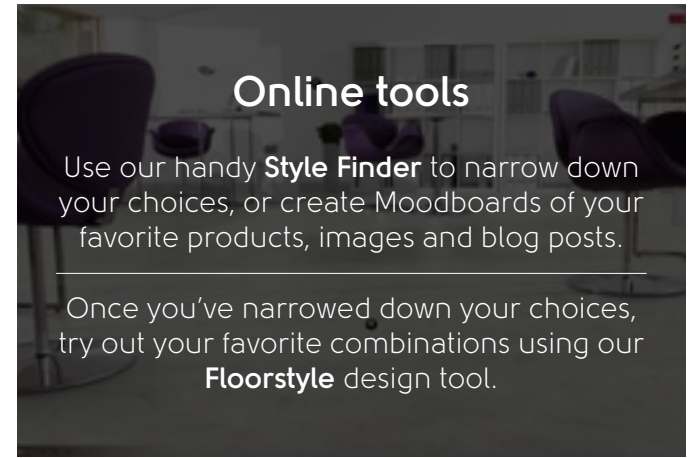 Online tools
Use our handy Style Finder to narrow down
your choices, or create Moodboards of your
favorite products, images and blog posts.
Once you've narrowed down your choices,
try out your favorite combinations using our
Floorstyle design tool.